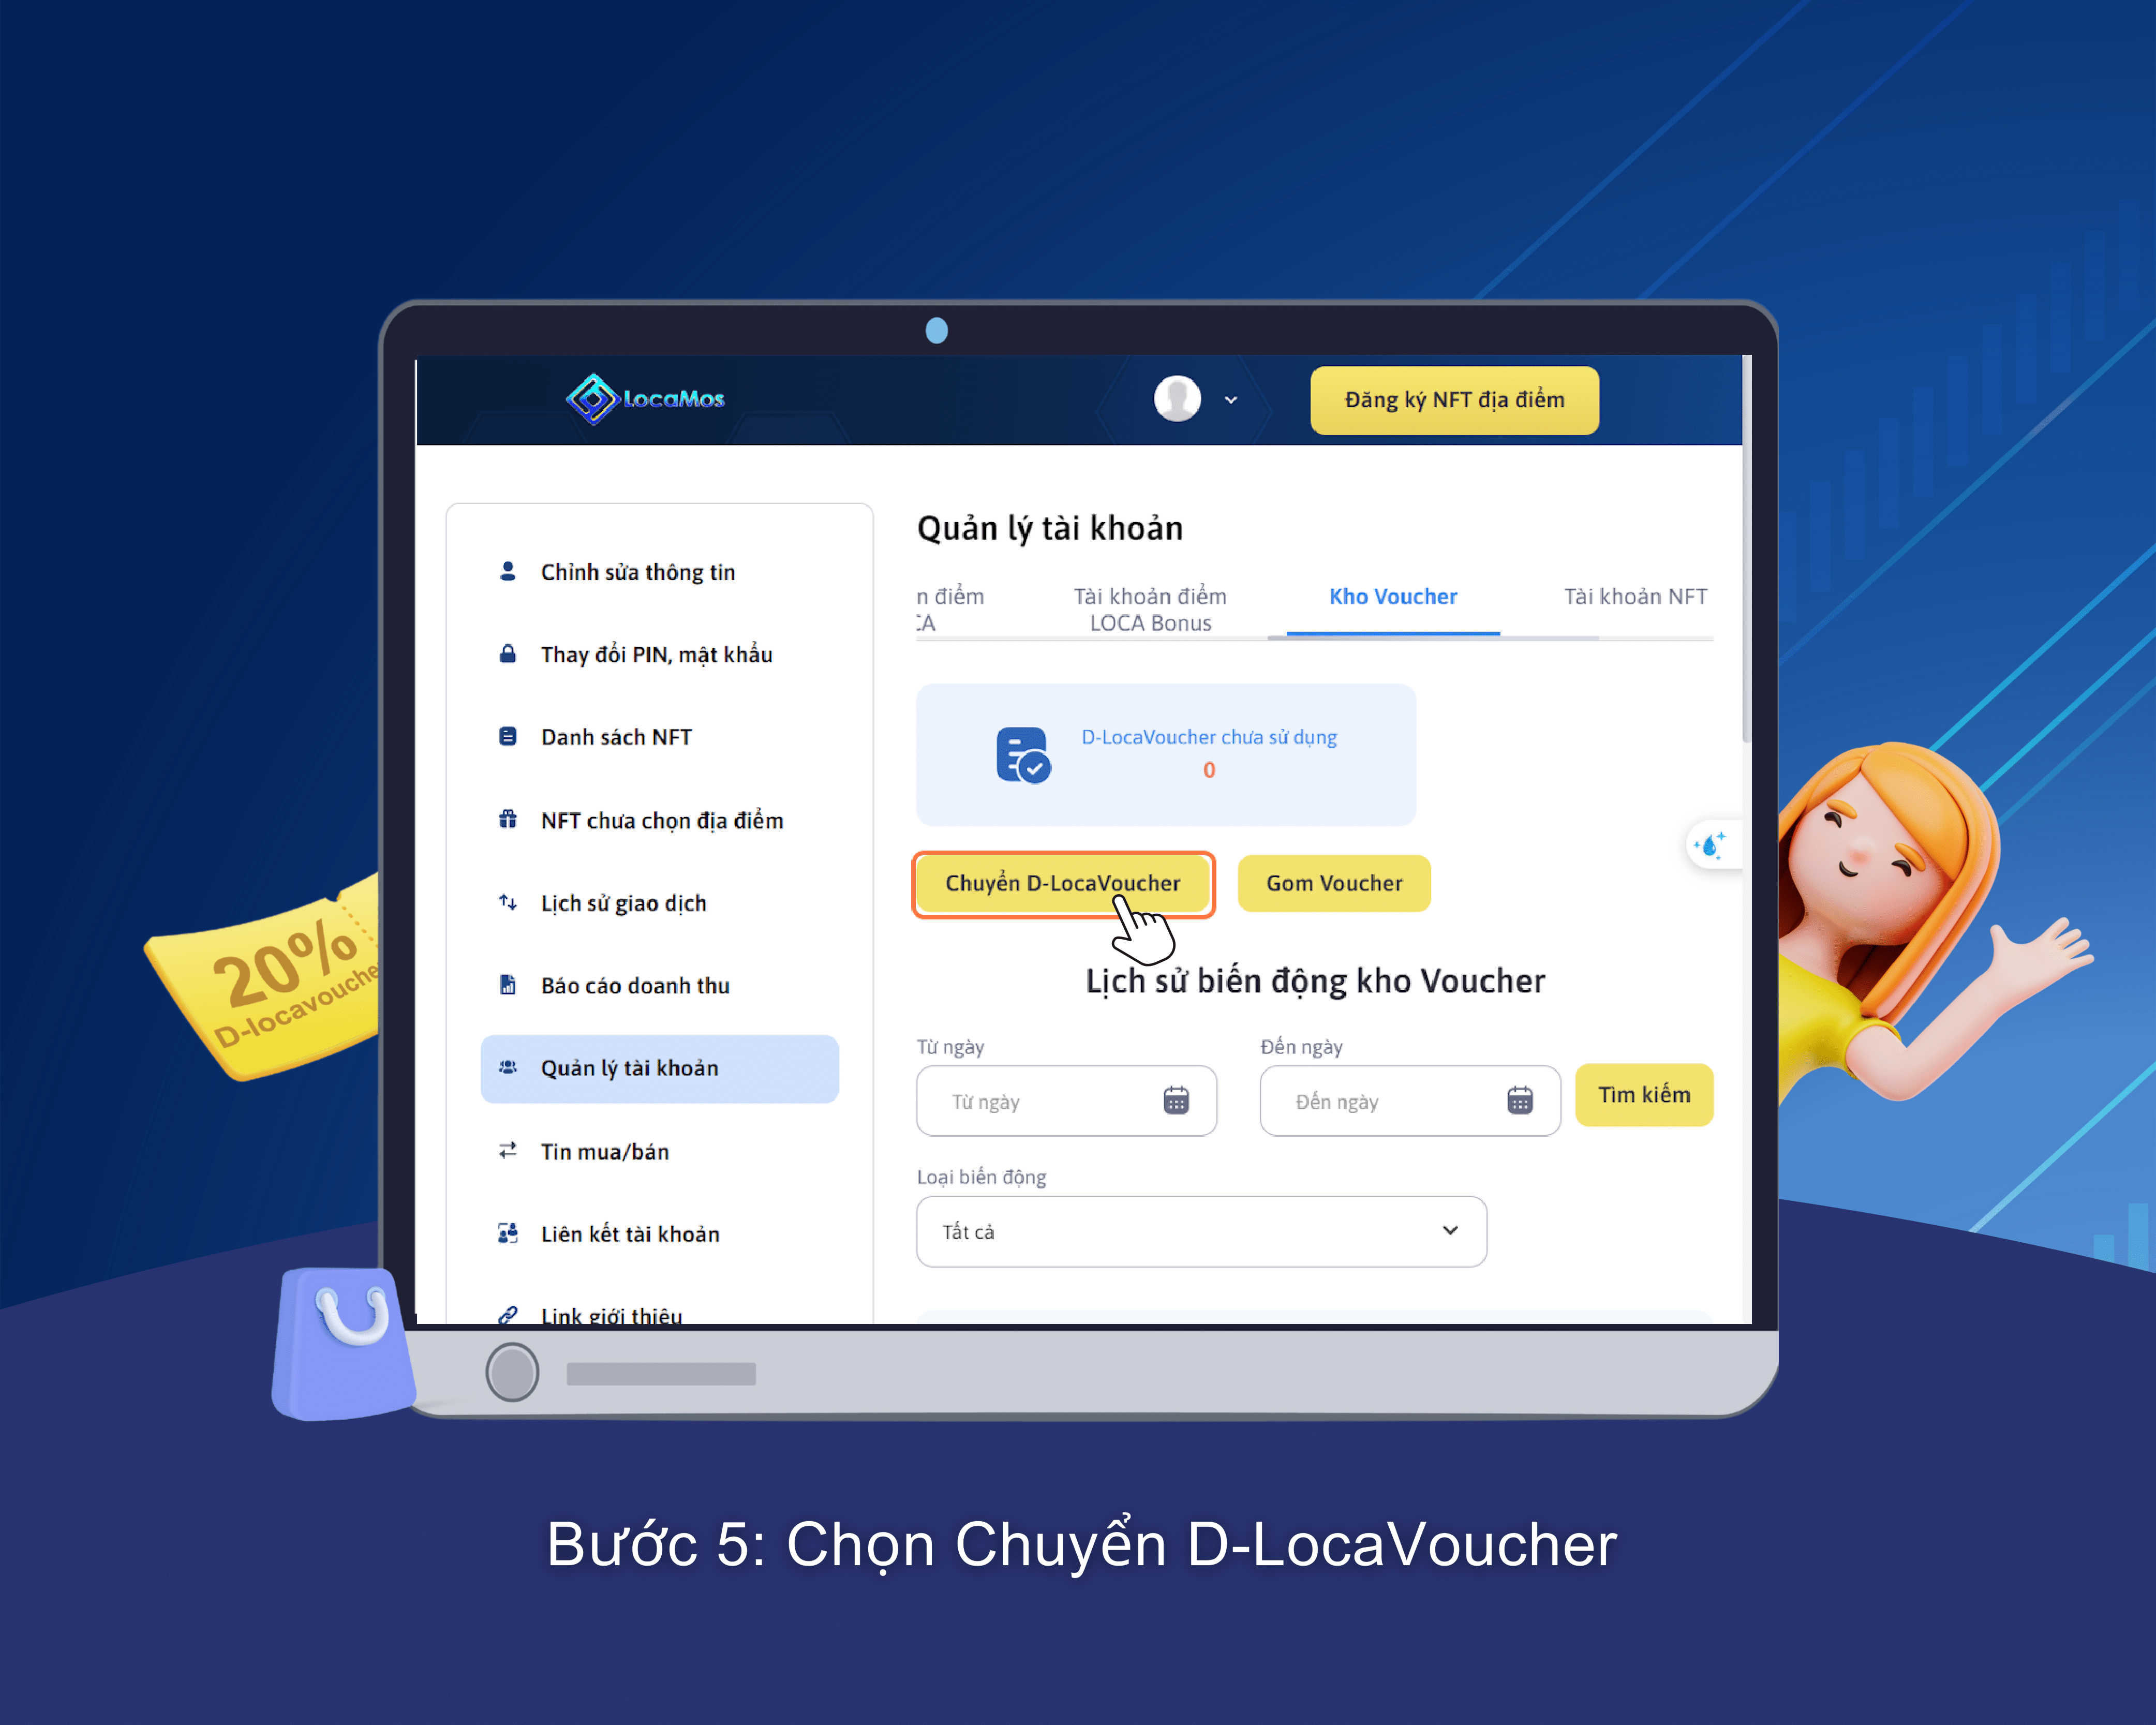 LocaMos
Đăng ký NFT địa điểm
Chỉnh sửa thông tin
Thay đổi PIN, mật khẩu
Danh sách NFT
NFT chưa chọn địa điểm
Lịch sử giao dịch
Báo cáo doanh thu
Quản lý tài khoản
Tin mua/bán
Liên kết tài khoản
Link giới thiệu
Quản lý tài khoản
n điểm
CA
Tài khoản điểm
LOCA Bonus
Kho Voucher
Tài khoản NFT
D-LocaVoucher chưa sử dụng
0
Chuyển D-LocaVoucher
Gom Voucher
Lịch sử biến động kho Voucher
Từ ngày
Đến ngày
Từ ngày
Đến ngày
Tìm kiếm
Loại biến động
Tất cả
20%
D-locavouche
Bước 5: Chọn Chuyển D-LocaVoucher